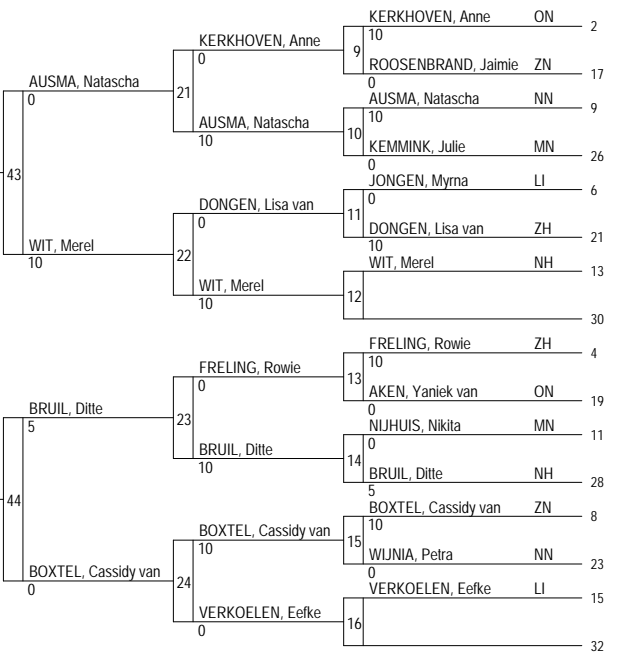 KERKHOVEN, Anne ON 2
10
9
ROOSENBRAND, Jaimie ZN 17
0
KERKHOVEN, Anne
0
21
AUSMA, Natascha
10
AUSMA, Natascha NN 9
10
10
KEMMINK, Julie MN 26
0
AUSMA, Natascha
0
43
WIT, Merel
10
JONGEN, Myrna LI 6
0
11
DONGEN, Lisa van ZH 21
10
DONGEN, Lisa van
0
22
WIT, Merel
10
WIT, Merel NH 13
12
30
FRELING, Rowie ZH 4
10
13
AKEN, Yaniek van ON 19
0
FRELING, Rowie
0
23
BRUIL, Ditte
10
NIJHUIS, Nikita MN 11
0
14
BRUIL, Ditte NH 28
5
BRUIL, Ditte
5
44
BOXTEL, Cassidy van
0
BOXTEL, Cassidy van ZN 8
10
15
WIJNIA, Petra NN 23
0
BOXTEL, Cassidy van
10
24
VERKOELEN, Eefke
0
VERKOELEN, Eefke LI 15
16
32